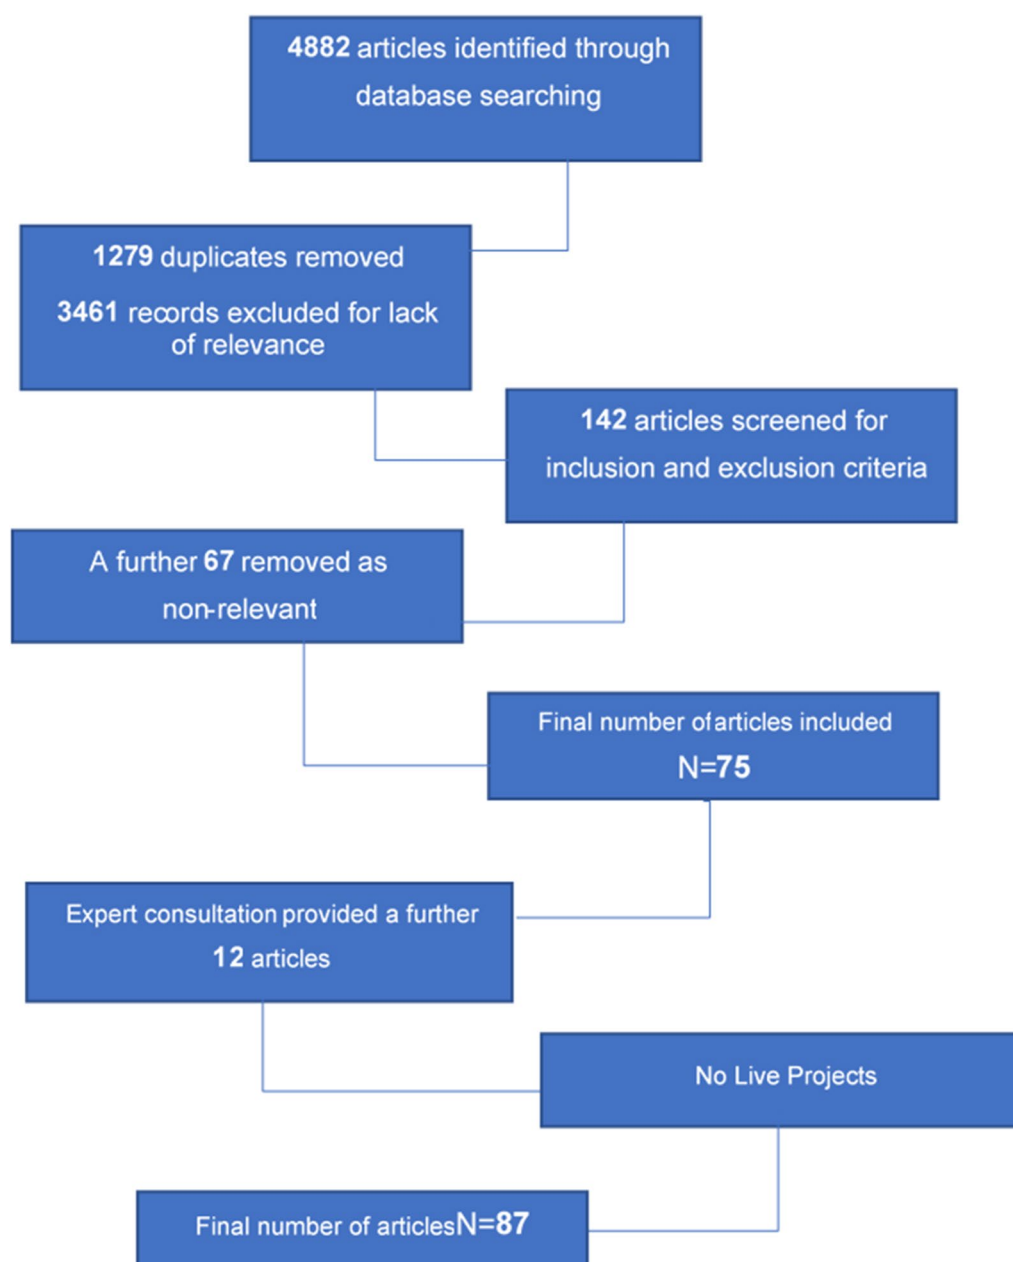 4882 articles identified through
database searching
1279 duplicates removed
3461 records excluded for lack
of relevance
142 articles screened for
inclusion and exclusion criteria
A further 67 removed as
non-relevant
Final number of articles included
N=75
Expert consultation provided a further
12 articles
No Live Projects
Final number of articles N=87